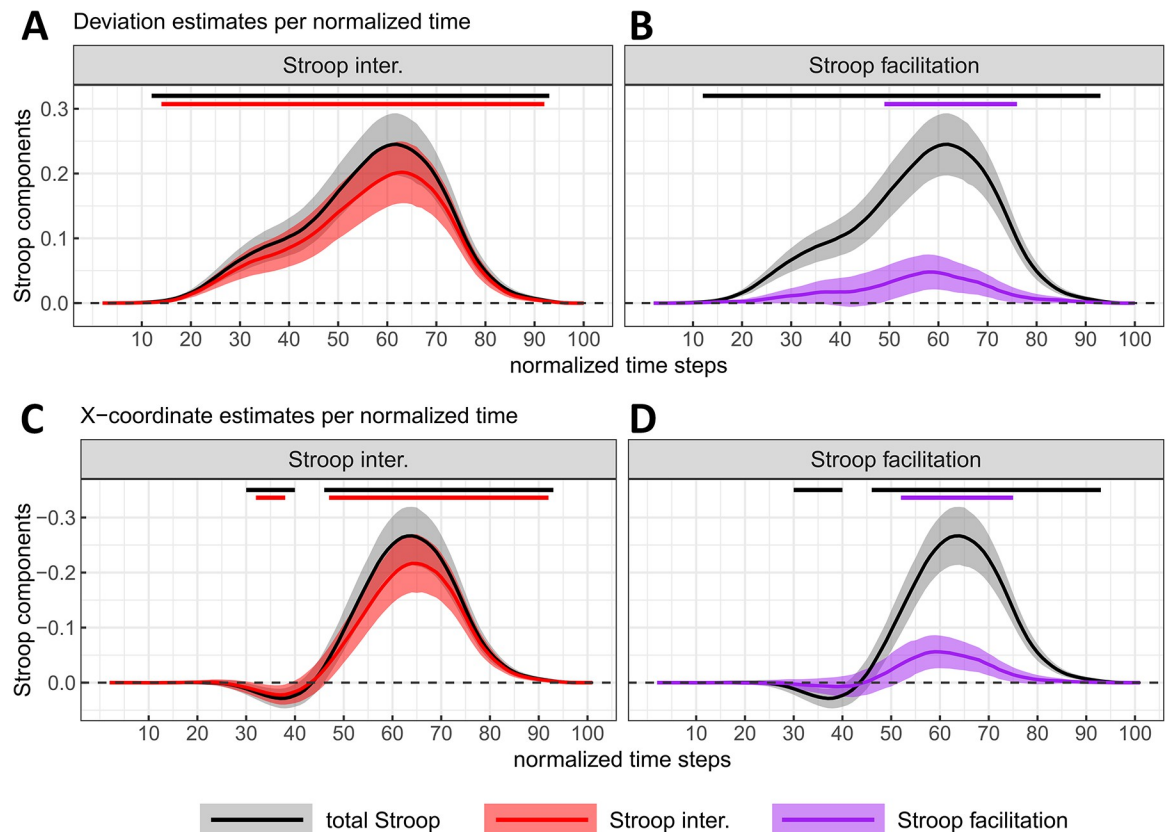 A Deviation estimates per normalized time B
Stroop inter. Stroop facilitation
Stroop components
0.3
0.2
0.1
0.0
10 20 30 40 50 60 70 80 90 100 10 20 30 40 50 60 70 80 90 100
normalized time steps
C X−coordinate estimates per normalized time D
Stroop inter. Stroop facilitation
Stroop components
−0.3
−0.2
−0.1
0.0
10 20 30 40 50 60 70 80 90 100 10 20 30 40 50 60 70 80 90 100
normalized time steps
total Stroop Stroop inter. Stroop facilitation